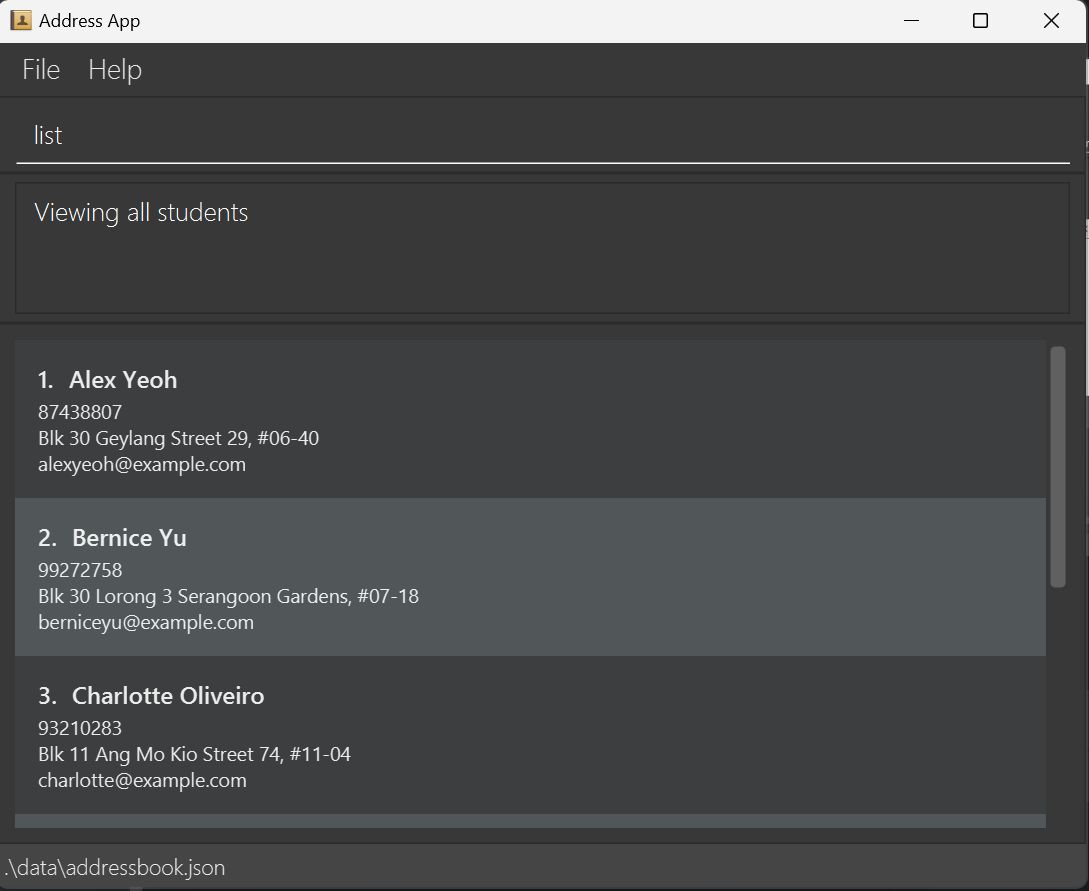 Address App
File Help
list
Viewing all students
1. Alex Yeoh
87438807
Blk 30 Geylang Street 29, #06-40
alexyeoh@example.com
2. Bernice Yu
99272758
Blk 30 Lorong 3 Serangoon Gardens, #07-18
berniceyu@example.com
3. Charlotte Oliveiro
93210283
Blk 11 Ang Mo Kio Street 74, #11-04
charlotte@example.com
.\data\addressbook.json